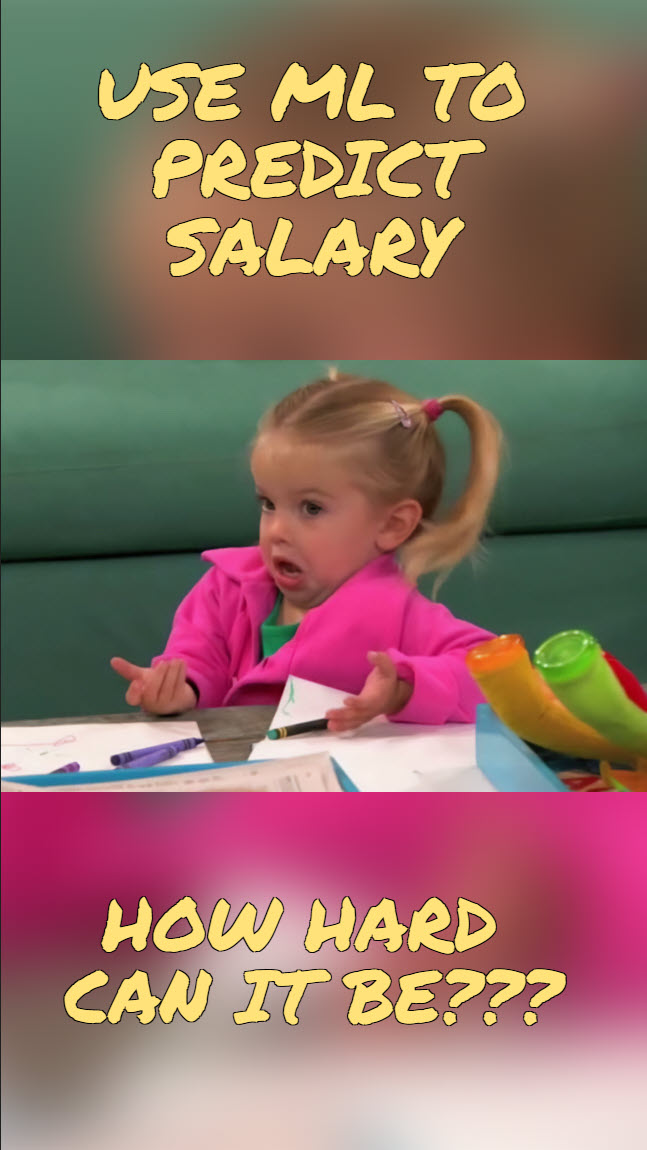 USE ML TO
PREDICT
SALARY
HOW HARD
CAN IT BE???